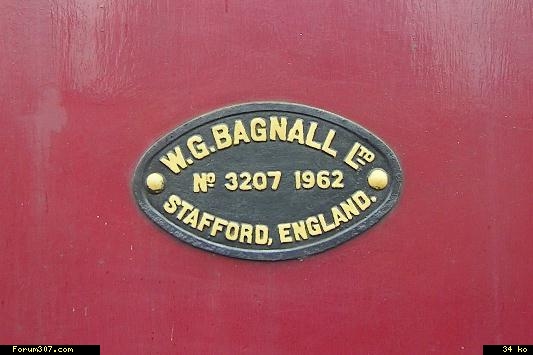 W.G. BAGNALL LTD
No 3207 1962
STAFFORD, ENGLAND.
Forum307.com
34 ko